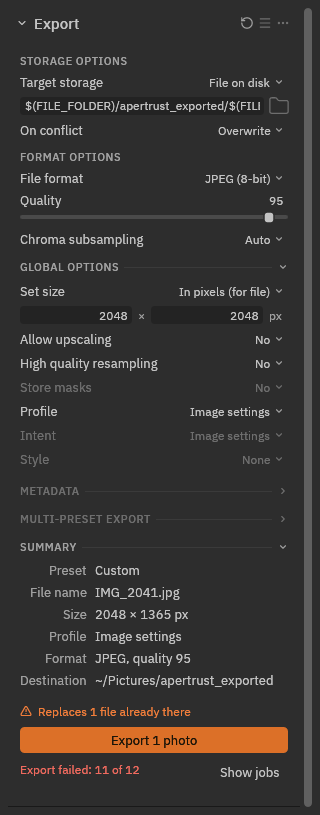 Export
STORAGE OPTIONS
Target storage File on disk
$(FILE_FOLDER)/apertrust_exported/$(FILI
On conflict Overwrite
FORMAT OPTIONS
File format JPEG (8-bit)
Quality 95
Chroma subsampling Auto
GLOBAL OPTIONS
Set size In pixels (for file)
2048 × 2048 px
Allow upscaling No
High quality resampling No
Store masks No
Profile Image settings
Intent Image settings
Style None
METADATA
MULTI-PRESET EXPORT
SUMMARY
Preset Custom
File name IMG_2041.jpg
Size 2048 × 1365 px
Profile Image settings
Format JPEG, quality 95
Destination ~/Pictures/apertrust_exported
Replaces 1 file already there
Export 1 photo
Export failed: 11 of 12 Show jobs